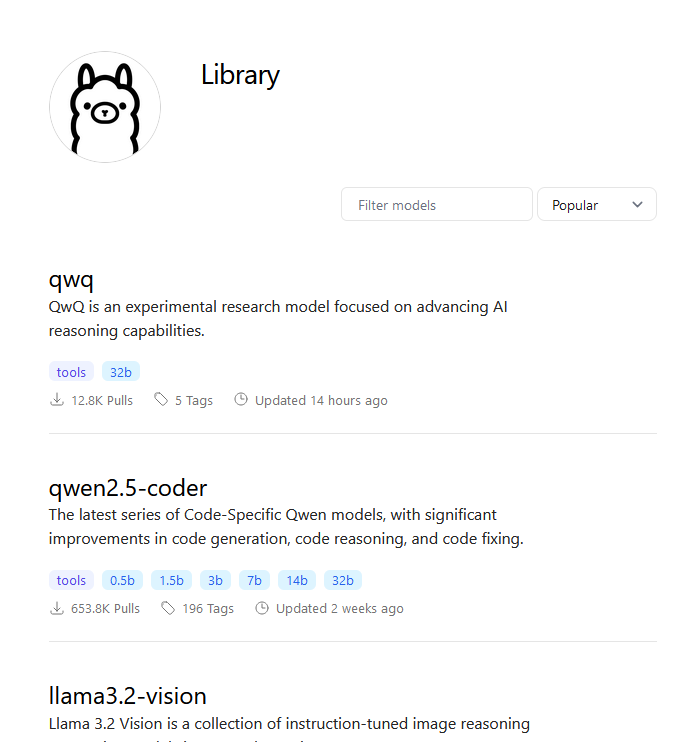 Library
Filter models
Popular
qwq
QwQ is an experimental research model focused on advancing AI
reasoning capabilities.
tools 32b
12.8K Pulls 5 Tags Updated 14 hours ago
qwen2.5-coder
The latest series of Code-Specific Qwen models, with significant
improvements in code generation, code reasoning, and code fixing.
tools 0.5b 1.5b 3b 7b 14b 32b
653.8K Pulls 196 Tags Updated 2 weeks ago
llama3.2-vision
Llama 3.2 Vision is a collection of instruction-tuned image reasoning